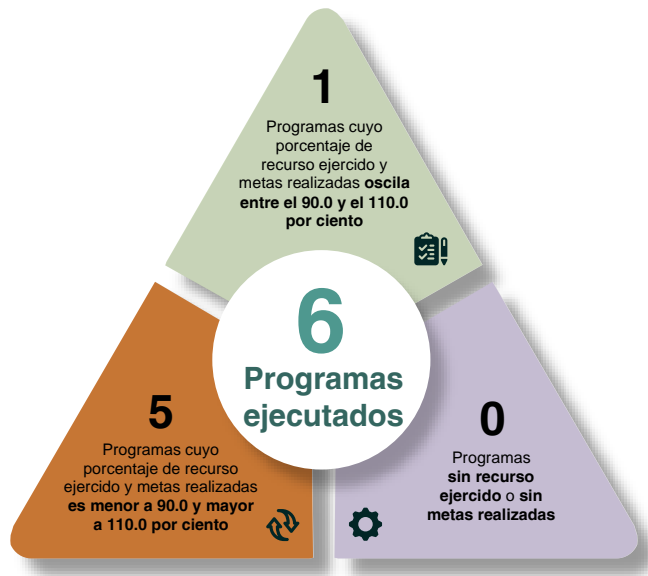 1
Programas cuyo
porcentaje de
recurso ejercido y
metas realizadas oscila
entre el 90.0 y el 110.0
por ciento
6
Programas
ejecutados
5
Programas cuyo
porcentaje de recurso
ejercido y metas realizadas
es menor a 90.0 y mayor
a 110.0 por ciento
0
Programas
sin recurso
ejercido o sin
metas realizadas